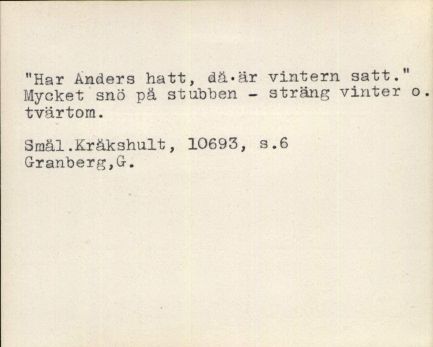 "Har Anders hatt, då.är vintern satt."
Mycket snö på stubben - sträng vinter o.
tvärtom.
Smål.Kråkshult, 10693, s.6
Granberg,G.